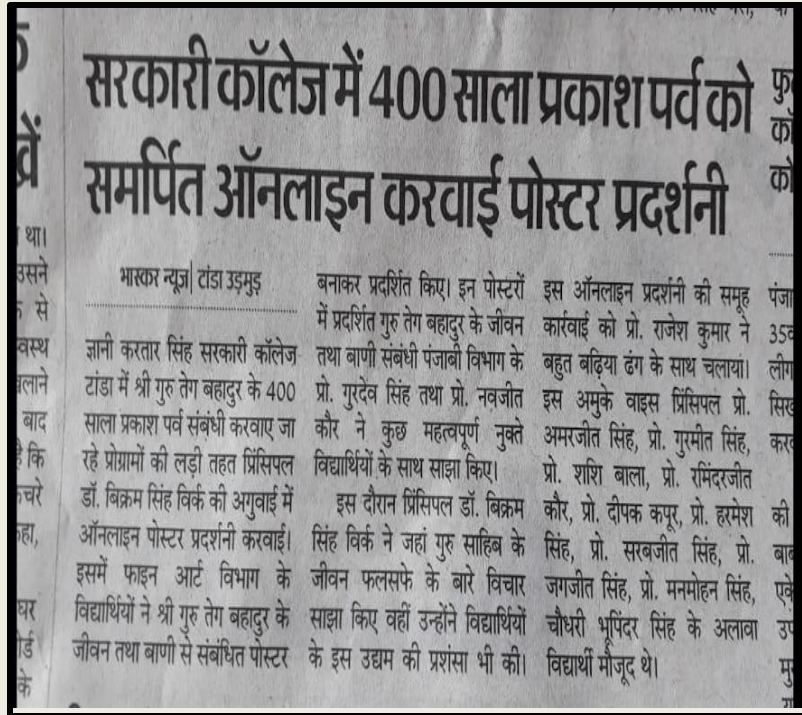 सरकारी कॉलेज में 400 साला प्रकाश पर्व को
समर्पित ऑनलाइन करवाई पोस्टर प्रदर्शनी
भास्कर न्यूज | टांडा उड़मुड़
ज्ञानी करतार सिंह सरकारी कॉलेज
टांडा में श्री गुरु तेग बहादुर के 400
साला प्रकाश पर्व संबंधी करवाए जा
रहे प्रोग्रामों की लड़ी तहत प्रिंसिपल
डॉ. बिक्रम सिंह विर्क की अगुवाई में
ऑनलाइन पोस्टर प्रदर्शनी करवाई।
इसमें फाइन आर्ट विभाग के
विद्यार्थियों ने श्री गुरु तेग बहादुर के
जीवन तथा बाणी से संबंधित पोस्टर
बनाकर प्रदर्शित किए। इन पोस्टरों
में प्रदर्शित गुरु तेग बहादुर के जीवन
तथा बाणी संबंधी पंजाबी विभाग के
प्रो. गुरदेव सिंह तथा प्रो. नवजीत
कौर ने कुछ महत्वपूर्ण नुक्ते
विद्यार्थियों के साथ साझा किए।
इस दौरान प्रिंसिपल डॉ. बिक्रम
सिंह विर्क ने जहां गुरु साहिब के
जीवन फलसफे के बारे विचार
साझा किए वहीं उन्होंने विद्यार्थियों
के इस उद्यम की प्रशंसा भी की।
इस ऑनलाइन प्रदर्शनी की समूह
कार्रवाई को प्रो. राजेश कुमार ने
बहुत बढ़िया ढंग के साथ चलाया।
इस अमुके वाइस प्रिंसिपल प्रो.
अमरजीत सिंह, प्रो. गुरमीत सिंह,
प्रो. शशि बाला, प्रो. रमिंदरजीत
कौर, प्रो. दीपक कपूर, प्रो. हरमेश
सिंह, प्रो. सरबजीत सिंह, प्रो.
जगजीत सिंह, प्रो. मनमोहन सिंह,
चौधरी भूपिंदर सिंह के अलावा
विद्यार्थी मौजूद थे।